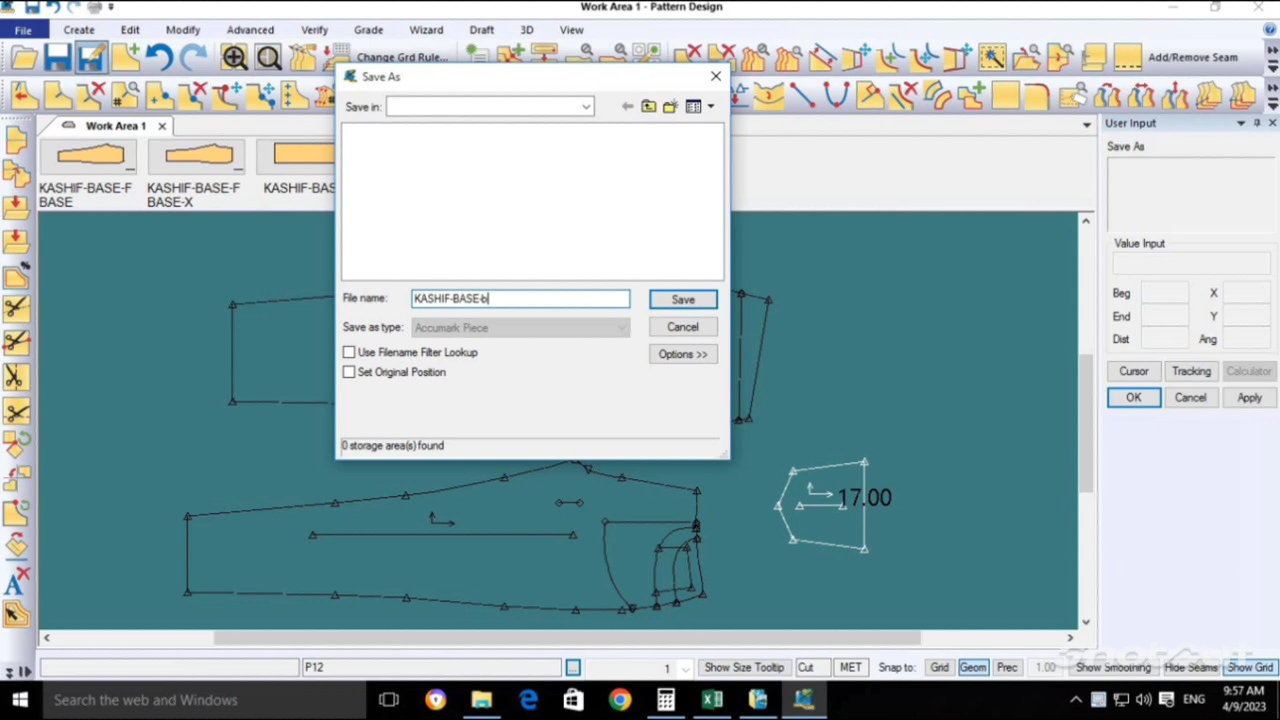 Work Area 1 - Pattern Design
File Create Edit Modify Advanced Verify Grade Wizard Draft 3D View
Change Grd Rule... Add/Remove Seam
Save As
Save in:
Work Area 1
User Input
Save As
KASHIF-BASE-F
BASE
KASHIF-BASE-F
BASE-X
KASHIF-BAS
Value Input
Beg X
End Y
Dist Ang
File name: KASHIF-BASE-b Save
Save as type: Accumark Piece Cancel
Use Filename Filter Lookup Options >>
Set Original Position
Cursor Tracking Calculator
OK Cancel Apply
0 storage area(s) found
17.00
P12 ... 1 Show Size Tooltip Cut MET Snap to: Grid Geom Prec 1.00 Show Smoothing Hide Seams Show Grid
Search the web and Windows
ENG
9:57 AM
4/9/2023